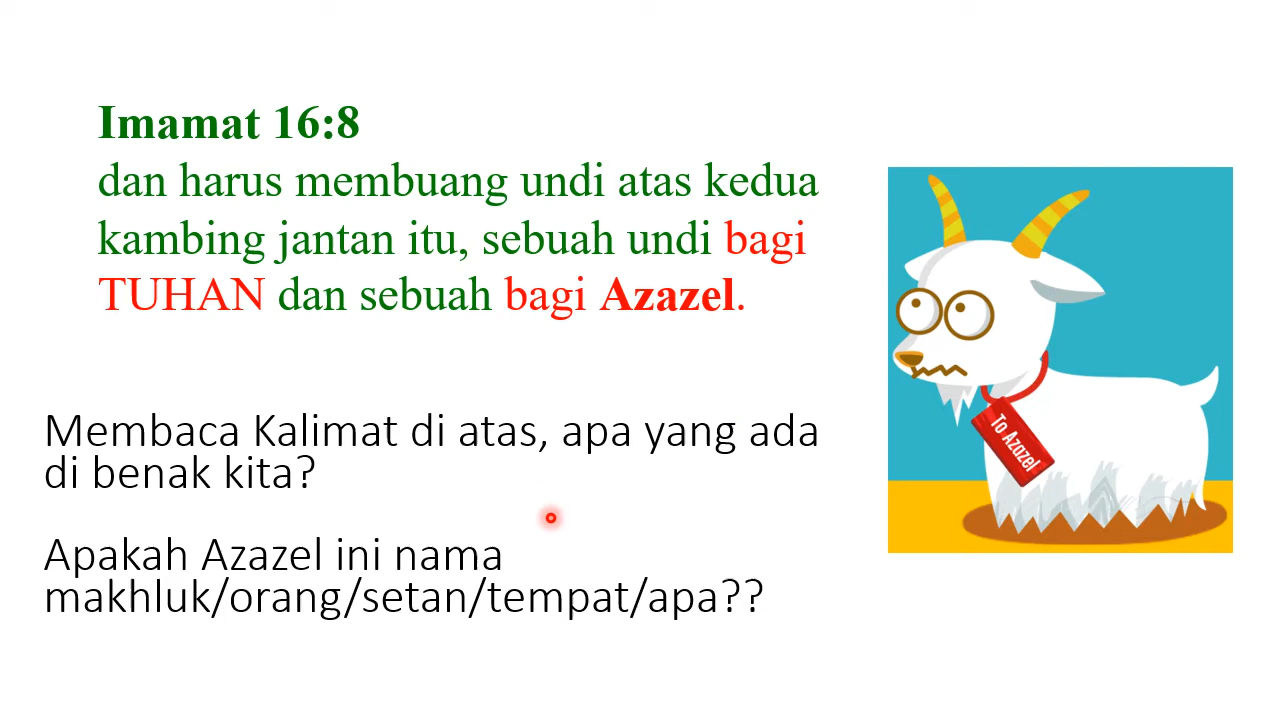 Imamat 16:8
dan harus membuang undi atas kedua
kambing jantan itu, sebuah undi bagi
TUHAN dan sebuah bagi Azazel.
Membaca Kalimat di atas, apa yang ada
di benak kita?
Apakah Azazel ini nama
makhluk/orang/setan/tempat/apa??
To Azazel